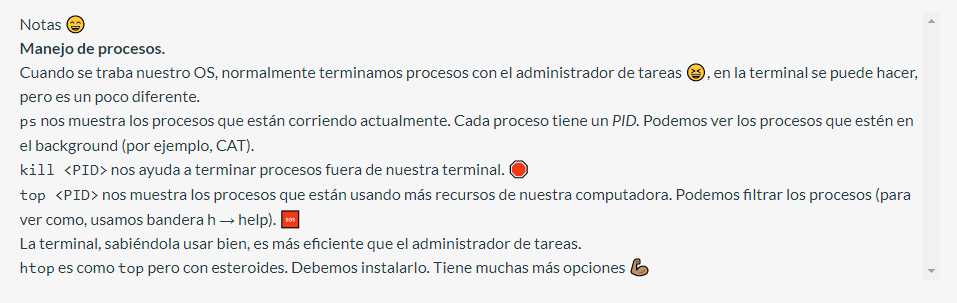 Notas 😄
Manejo de procesos.
Cuando se traba nuestro OS, normalmente terminamos procesos con el administrador de tareas 😆, en la terminal se puede hacer,
pero es un poco diferente.
ps nos muestra los procesos que están corriendo actualmente. Cada proceso tiene un PID. Podemos ver los procesos que estén en
el background (por ejemplo, CAT).
kill <PID> nos ayuda a terminar procesos fuera de nuestra terminal. 🛑
top <PID> nos muestra los procesos que están usando más recursos de nuestra computadora. Podemos filtrar los procesos (para
ver como, usamos bandera h → help). 🆘
La terminal, sabiéndola usar bien, es más eficiente que el administrador de tareas.
htop es como top pero con esteroides. Debemos instalarlo. Tiene muchas más opciones 💪🏽